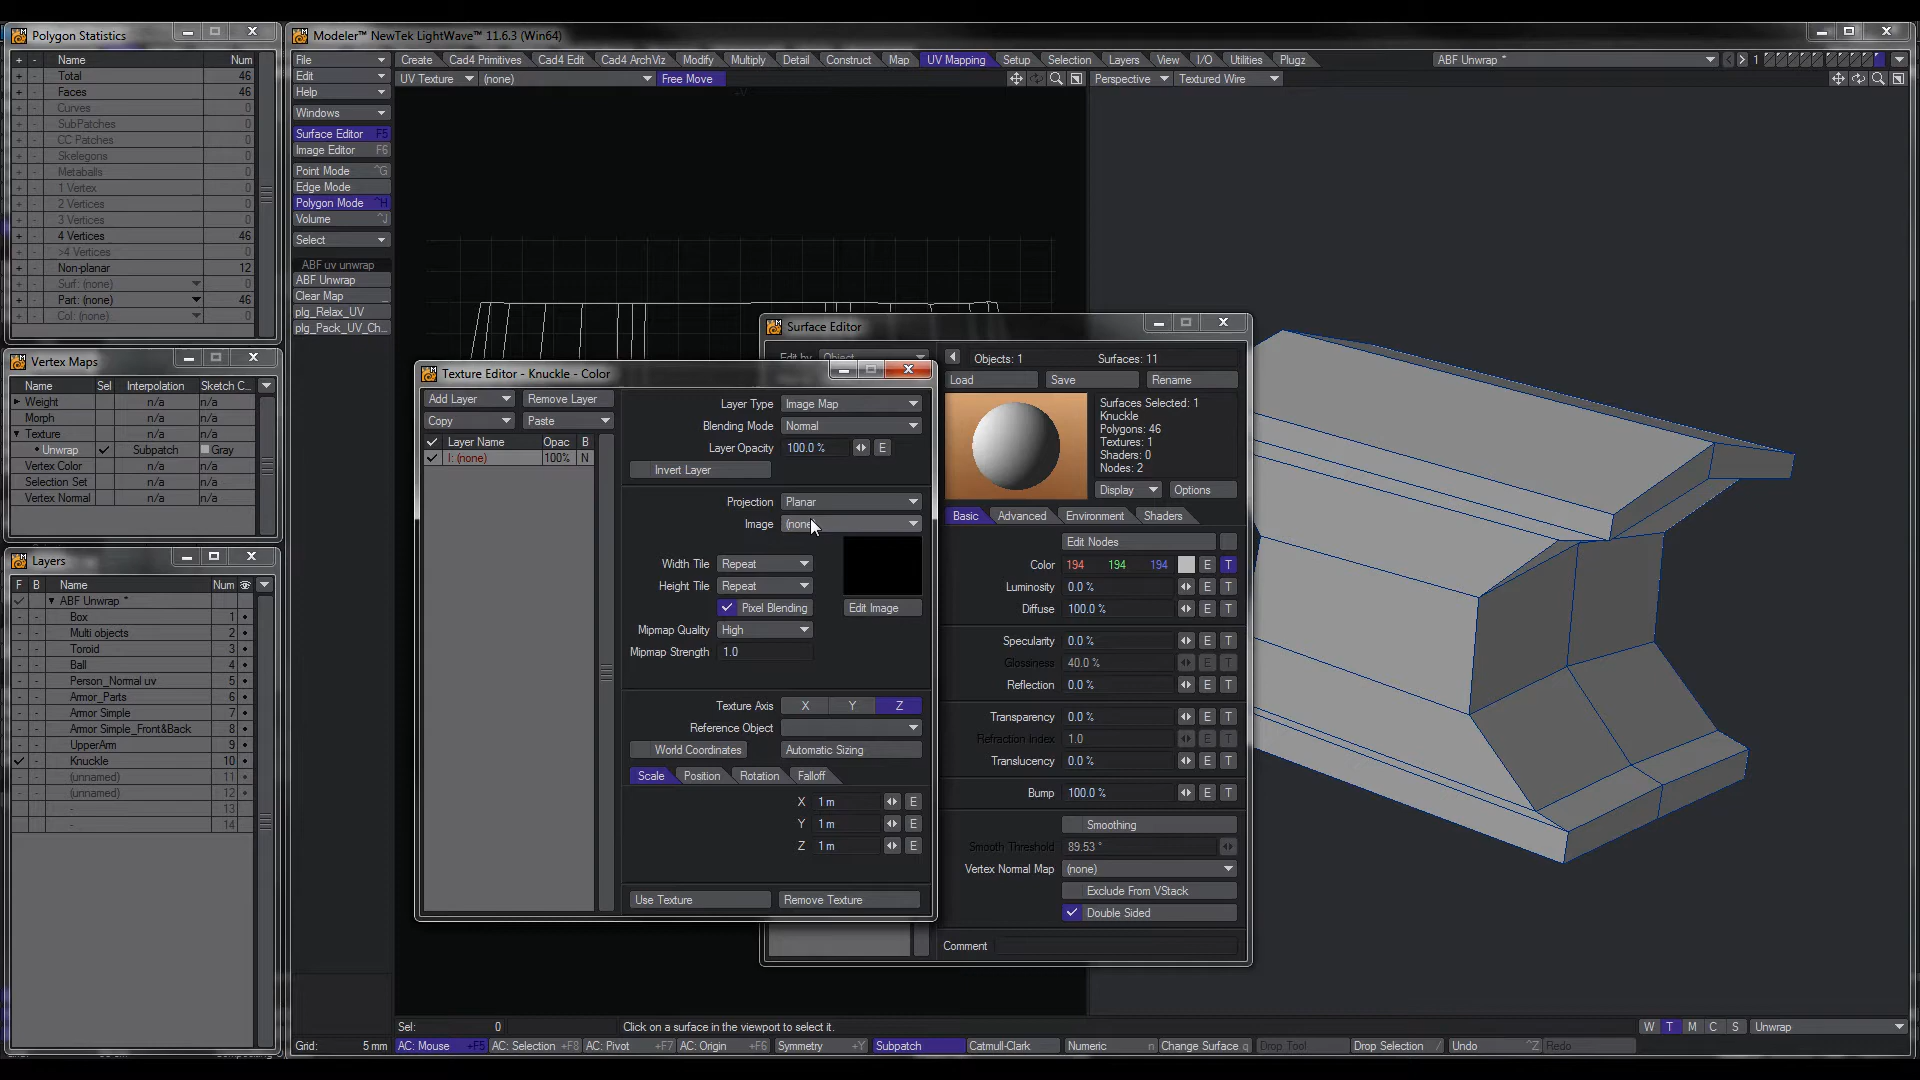 Polygon Statistics
+ - Name Num
+ - Total 46
+ - Faces 46
+ - Curves 0
+ - SubPatches 0
+ - CC Patches 0
+ - Skelegons 0
+ - Metaballs 0
+ - 1 Vertex 0
+ - 2 Vertices 0
+ - 3 Vertices 0
+ - 4 Vertices 46
+ - >4 Vertices 0
+ - Non-planar 12
+ - Surf: (none) 0
+ - Part: (none) 46
+ - Col: (none) 0
Vertex Maps
Name Sel Interpolation Sketch C...
Weight n/a n/a
Morph n/a n/a
Texture n/a n/a
Unwrap Subpatch Gray
Vertex Color n/a n/a
Selection Set n/a n/a
Vertex Normal n/a n/a
Layers
F B Name Num
ABF Unwrap *
Box 1
Multi objects 2
Toroid 3
Ball 4
Person_Normal uv 5
Armor_Parts 6
Armor Simple 7
Armor Simple_Front&Back 8
UpperArm 9
Knuckle 10
(unnamed) 11
(unnamed) 12
- 13
- 14
Modeler™ NewTek LightWave™ 11.6.3 (Win64)
File Create Cad4 Primitives Cad4 Edit Cad4 ArchViz Modify Multiply Detail Construct Map UV Mapping Setup Selection Layers View I/O Utilities Plugz ABF Unwrap * 1
Edit
Help
Windows
Surface Editor F5
Image Editor F6
Point Mode ^G
Edge Mode
Polygon Mode ^H
Volume ^J
Select
ABF uv unwrap
ABF Unwrap
Clear Map _
plg_Relax_UV
plg_Pack_UV_Ch...
UV Texture (none) Free Move
Perspective Textured Wire
Texture Editor - Knuckle - Color
Add Layer Remove Layer
Copy Paste
Layer Name Opac B
I: (none) 100% N
Layer Type Image Map
Blending Mode Normal
Layer Opacity 100.0 % E
Invert Layer
Projection Planar
Image (none)
Width Tile Repeat
Height Tile Repeat
Pixel Blending Edit Image
Mipmap Quality High
Mipmap Strength 1.0
Texture Axis X Y Z
Reference Object
World Coordinates Automatic Sizing
Scale Position Rotation Falloff
X 1 m E
Y 1 m E
Z 1 m E
Use Texture Remove Texture
Surface Editor
Edit by Object
Objects: 1 Surfaces: 11
Load Save Rename
Surfaces Selected: 1
Knuckle
Polygons: 46
Textures: 1
Shaders: 0
Nodes: 2
Display Options
Basic Advanced Environment Shaders
Edit Nodes
Color 194 194 194 E T
Luminosity 0.0 % E T
Diffuse 100.0 % E T
Specularity 0.0 % E T
Glossiness 40.0 % E T
Reflection 0.0 % E T
Transparency 0.0 % E T
Refraction Index 1.0 E T
Translucency 0.0 % E T
Bump 100.0 % E T
Smoothing
Smooth Threshold 89.53 °
Vertex Normal Map (none)
Exclude From VStack
Double Sided
Comment
Sel: 0 Click on a surface in the viewport to select it. W T M C S Unwrap
Grid: 5 mm AC: Mouse +F5 AC: Selection +F8 AC: Pivot +F7 AC: Origin +F6 Symmetry +Y Subpatch Catmull-Clark Numeric n Change Surface q Drop Tool Drop Selection / Undo ^Z Redo